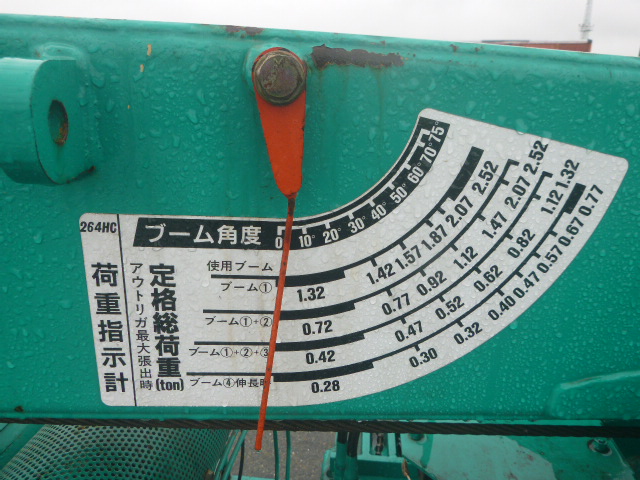 264HC
荷重指示計
ブーム角度
0° 10° 20° 30° 40° 50° 60° 70° 75°
定格総荷重(ton)
アウトリガ最大張出時
使用ブーム
ブーム①
1.32 1.42 1.57 1.87 2.07 2.52
ブーム①+②
0.72 0.77 0.92 1.12 1.47 2.07 2.52
ブーム①+②+③
0.42 0.47 0.52 0.62 0.82 1.12 1.32
ブーム④伸長時
0.28 0.30 0.32 0.40 0.47 0.57 0.67 0.77